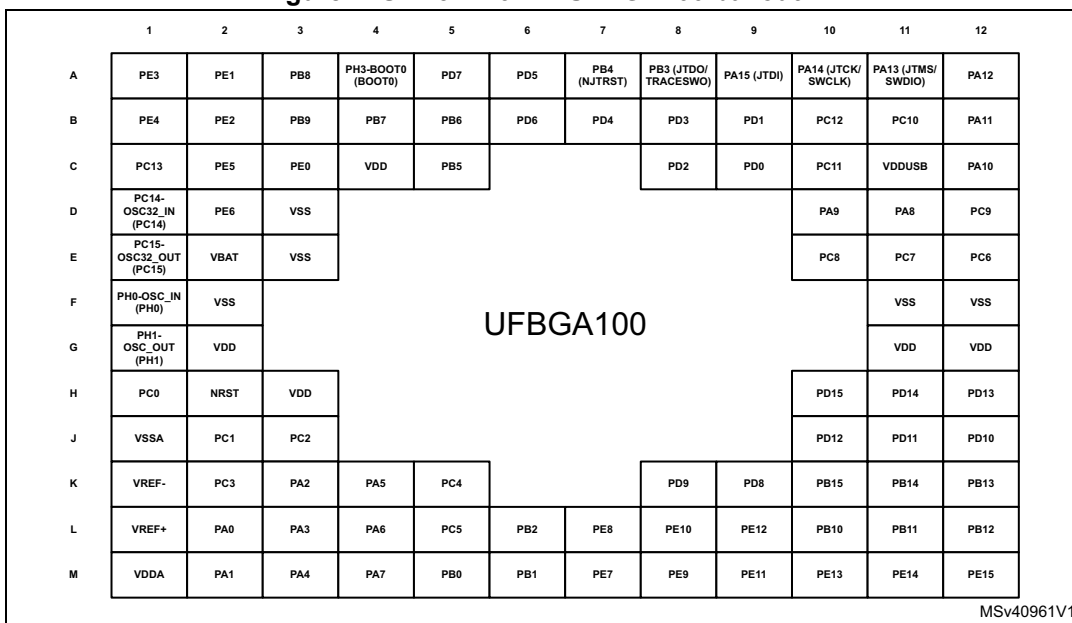 1 2 3 4 5 6 7 8 9 10 11 12
A PE3 PE1 PB8 PH3-BOOT0 (BOOT0) PD7 PD5 PB4 (NJTRST) PB3 (JTDO/ TRACESWO) PA15 (JTDI) PA14 (JTCK/ SWCLK) PA13 (JTMS/ SWDIO) PA12
B PE4 PE2 PB9 PB7 PB6 PD6 PD4 PD3 PD1 PC12 PC10 PA11
C PC13 PE5 PE0 VDD PB5 PD2 PD0 PC11 VDDUSB PA10
D PC14- OSC32_IN (PC14) PE6 VSS PA9 PA8 PC9
E PC15- OSC32_OUT (PC15) VBAT VSS PC8 PC7 PC6
F PH0-OSC_IN (PH0) VSS VSS VSS
UFBGA100
G PH1- OSC_OUT (PH1) VDD VDD VDD
H PC0 NRST VDD PD15 PD14 PD13
J VSSA PC1 PC2 PD12 PD11 PD10
K VREF- PC3 PA2 PA5 PC4 PD9 PD8 PB15 PB14 PB13
L VREF+ PA0 PA3 PA6 PC5 PB2 PE8 PE10 PE12 PB10 PB11 PB12
M VDDA PA1 PA4 PA7 PB0 PB1 PE7 PE9 PE11 PE13 PE14 PE15
MSv40961V1